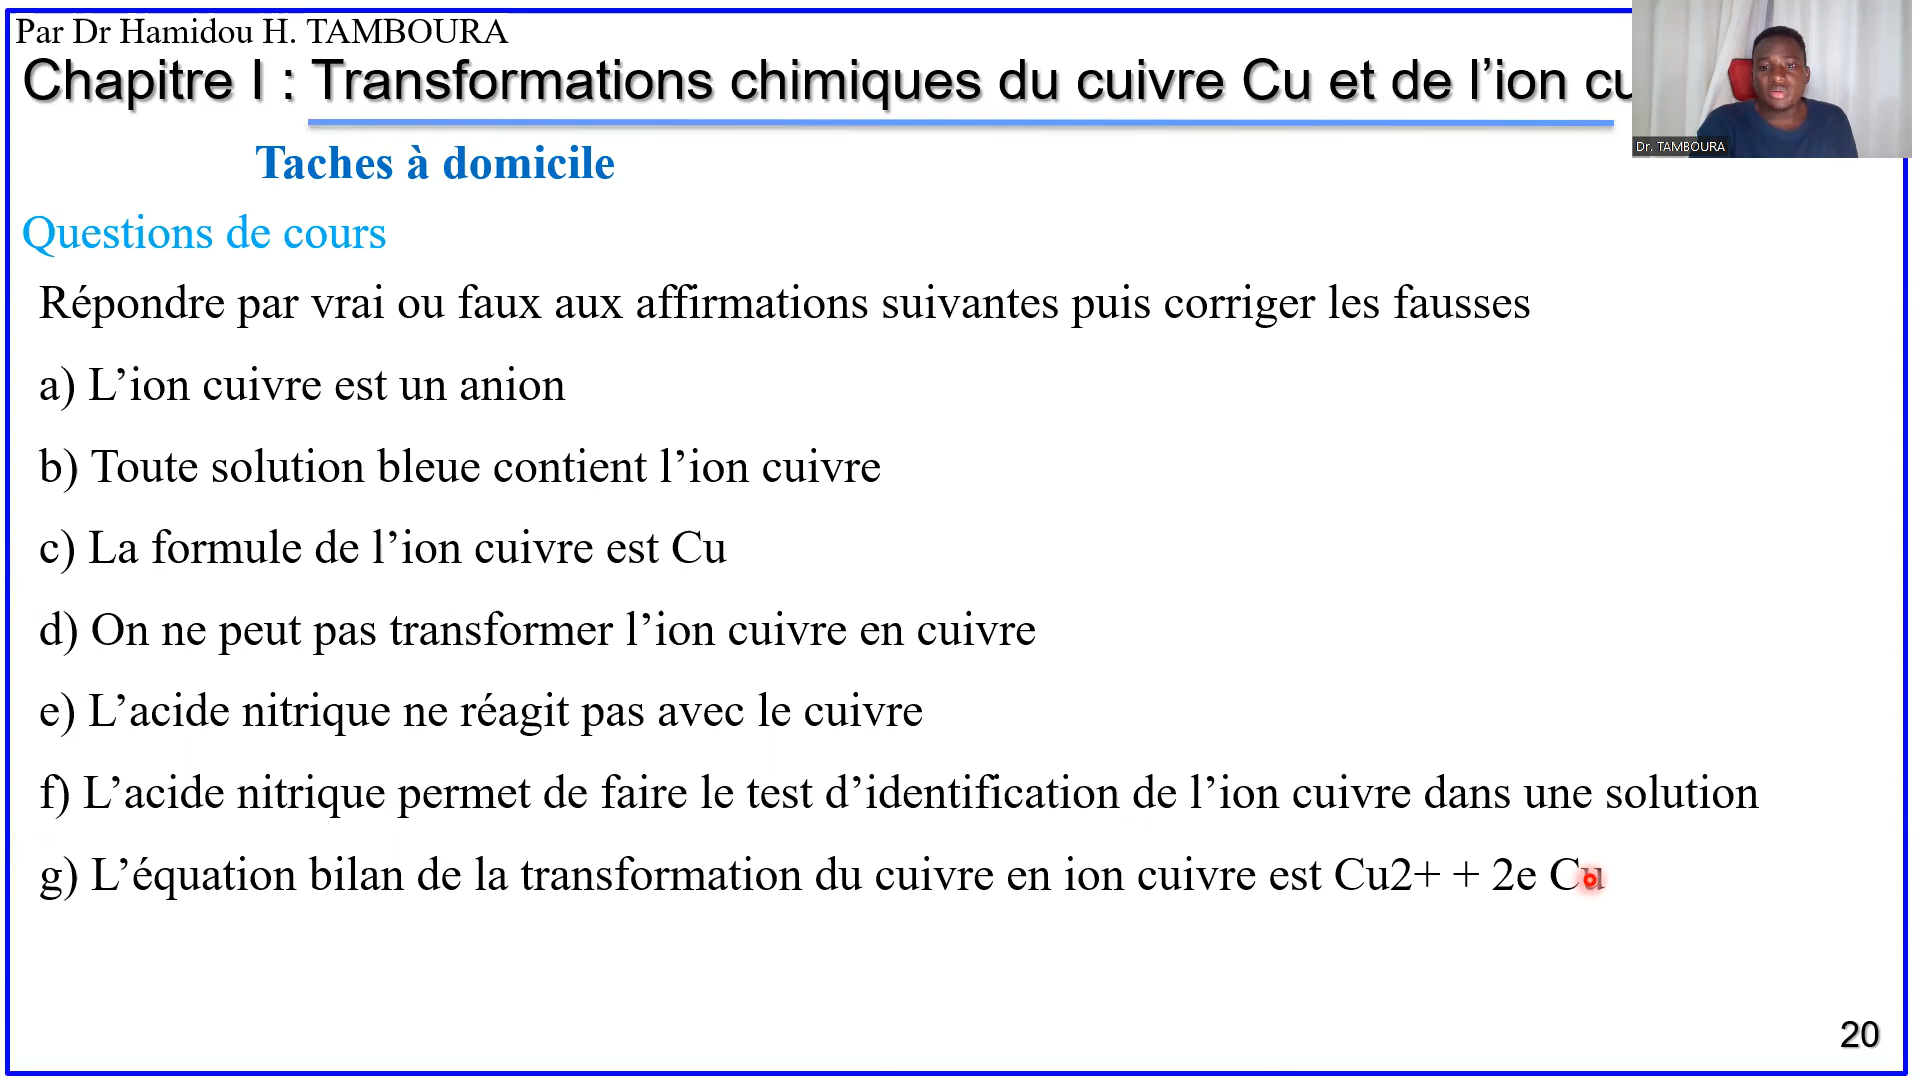 Par Dr Hamidou H. TAMBOURA
Chapitre I : Transformations chimiques du cuivre Cu et de l’ion
Dr. TAMBOURA
Taches à domicile
Questions de cours
Répondre par vrai ou faux aux affirmations suivantes puis corriger les fausses
a) L’ion cuivre est un anion
b) Toute solution bleue contient l’ion cuivre
c) La formule de l’ion cuivre est Cu
d) On ne peut pas transformer l’ion cuivre en cuivre
e) L’acide nitrique ne réagit pas avec le cuivre
f) L’acide nitrique permet de faire le test d’identification de l’ion cuivre dans une solution
g) L’équation bilan de la transformation du cuivre en ion cuivre est Cu2+ + 2e Cu
20